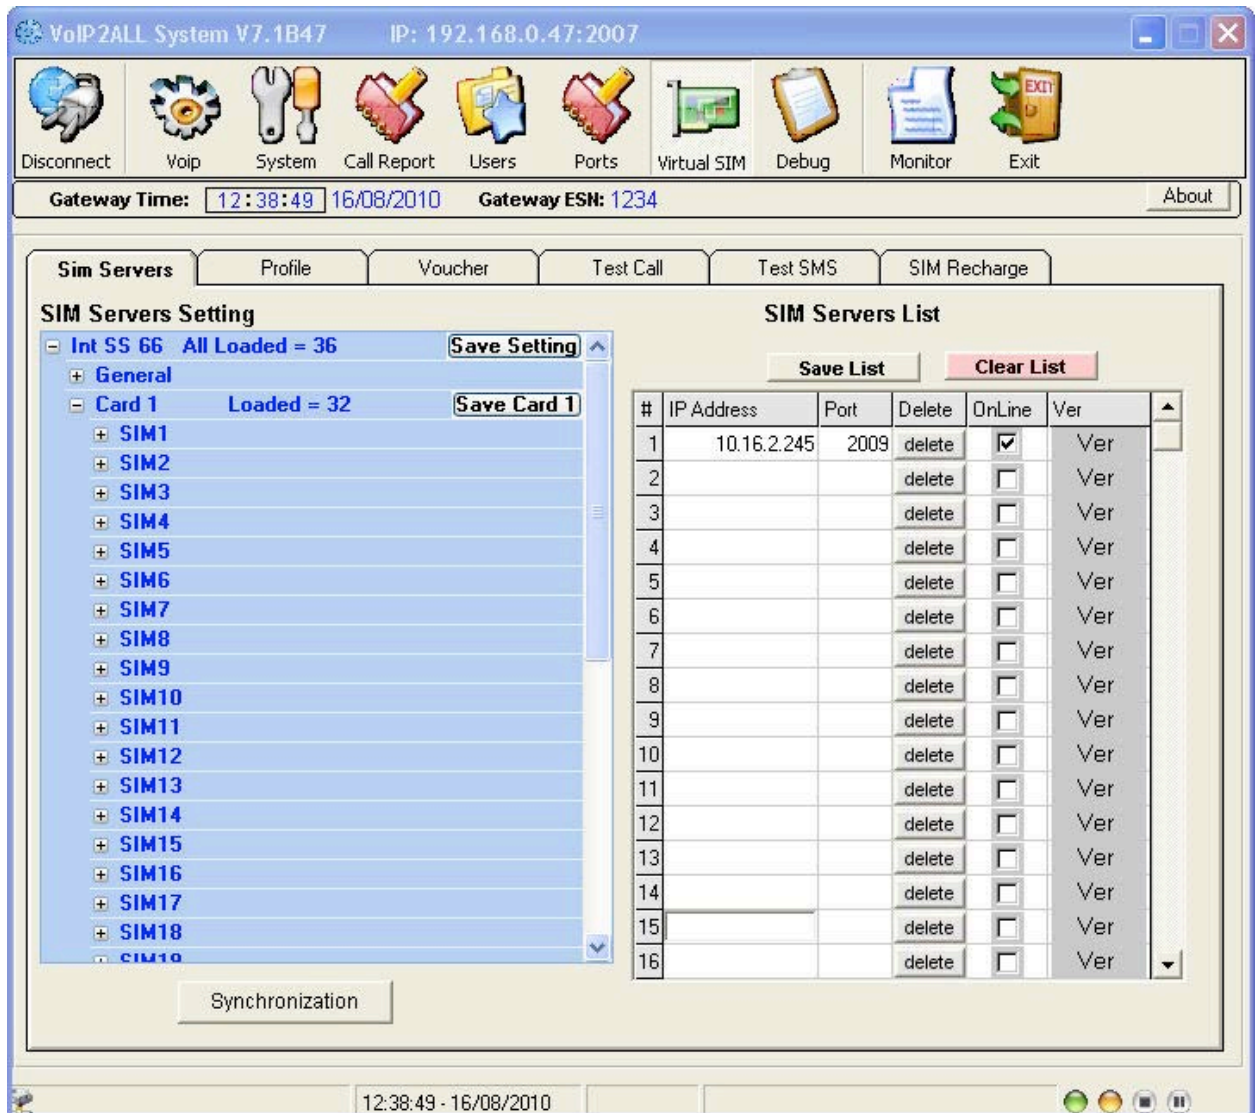 VoIP2ALL System V7.1B47 IP: 192.168.0.47:2007
Disconnect Voip System Call Report Users Ports Virtual SIM Debug Monitor EXIT Exit
Gateway Time: 12:38:49 16/08/2010 Gateway ESN: 1234 About
Sim Servers Profile Voucher Test Call Test SMS SIM Recharge
SIM Servers Setting
Int SS 66 All Loaded = 36 Save Setting
General
Card 1 Loaded = 32 Save Card 1
SIM1
SIM2
SIM3
SIM4
SIM5
SIM6
SIM7
SIM8
SIM9
SIM10
SIM11
SIM12
SIM13
SIM14
SIM15
SIM16
SIM17
SIM18
SIM19
Synchronization
SIM Servers List
Save List Clear List
# IP Address Port Delete OnLine Ver
1 10.16.2.245 2009 delete Ver
2 delete Ver
3 delete Ver
4 delete Ver
5 delete Ver
6 delete Ver
7 delete Ver
8 delete Ver
9 delete Ver
10 delete Ver
11 delete Ver
12 delete Ver
13 delete Ver
14 delete Ver
15 delete Ver
16 delete Ver
12:38:49 - 16/08/2010